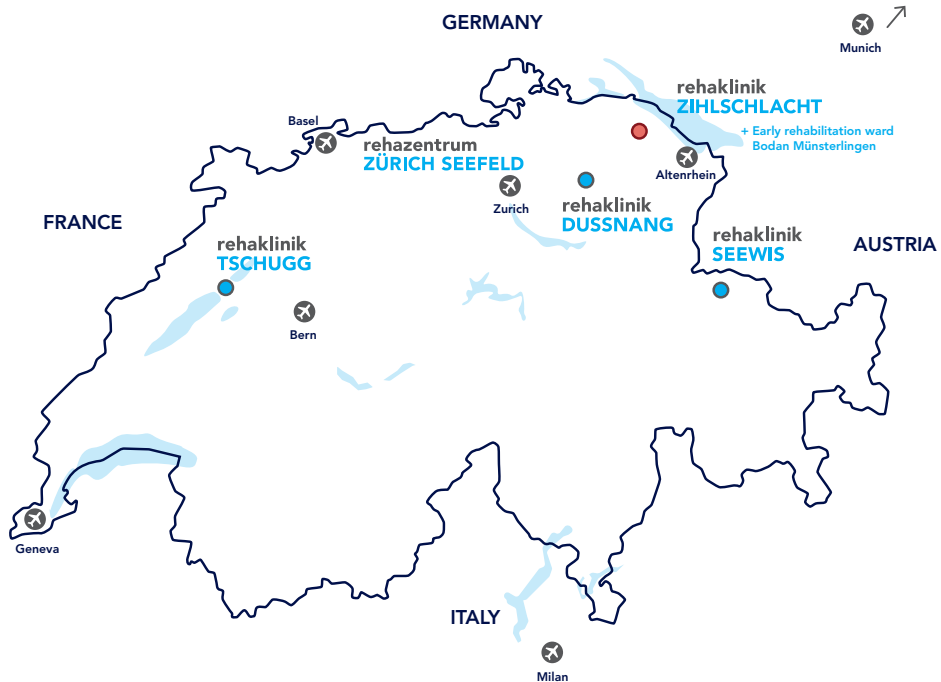 GERMANY
Munich
rehaklinik
ZIHLSCHLACHT
+ Early rehabilitation ward
Bodan Münsterlingen
Basel
rehazentrum
ZÜRICH SEEFELD
Altenrhein
Zurich
rehaklinik
DUSSNANG
FRANCE
rehaklinik
TSCHUGG
rehaklinik
SEEWIS
AUSTRIA
Bern
Geneva
ITALY
Milan